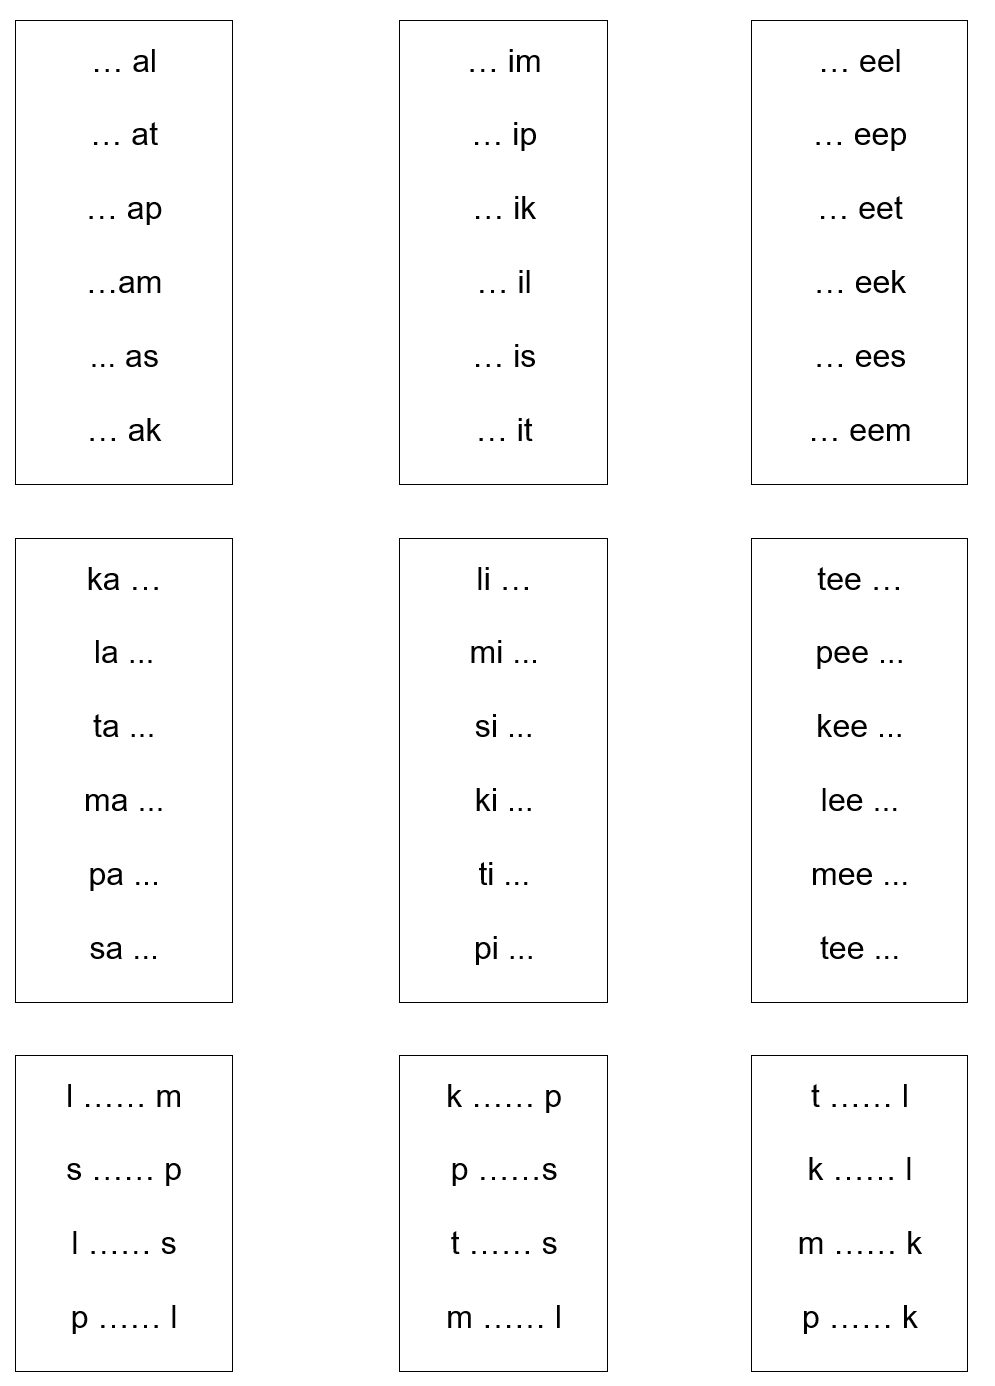 … al
… at
… ap
…am
... as
… ak
… im
… ip
… ik
… il
… is
… it
… eel
… eep
… eet
… eek
… ees
… eem
ka …
la ...
ta ...
ma ...
pa ...
sa ...
li …
mi ...
si ...
ki ...
ti ...
pi ...
tee …
pee ...
kee ...
lee ...
mee ...
tee ...
l …… m
s …… p
l …… s
p …… l
k …… p
p ……s
t …… s
m …… l
t …… l
k …… l
m …… k
p …… k